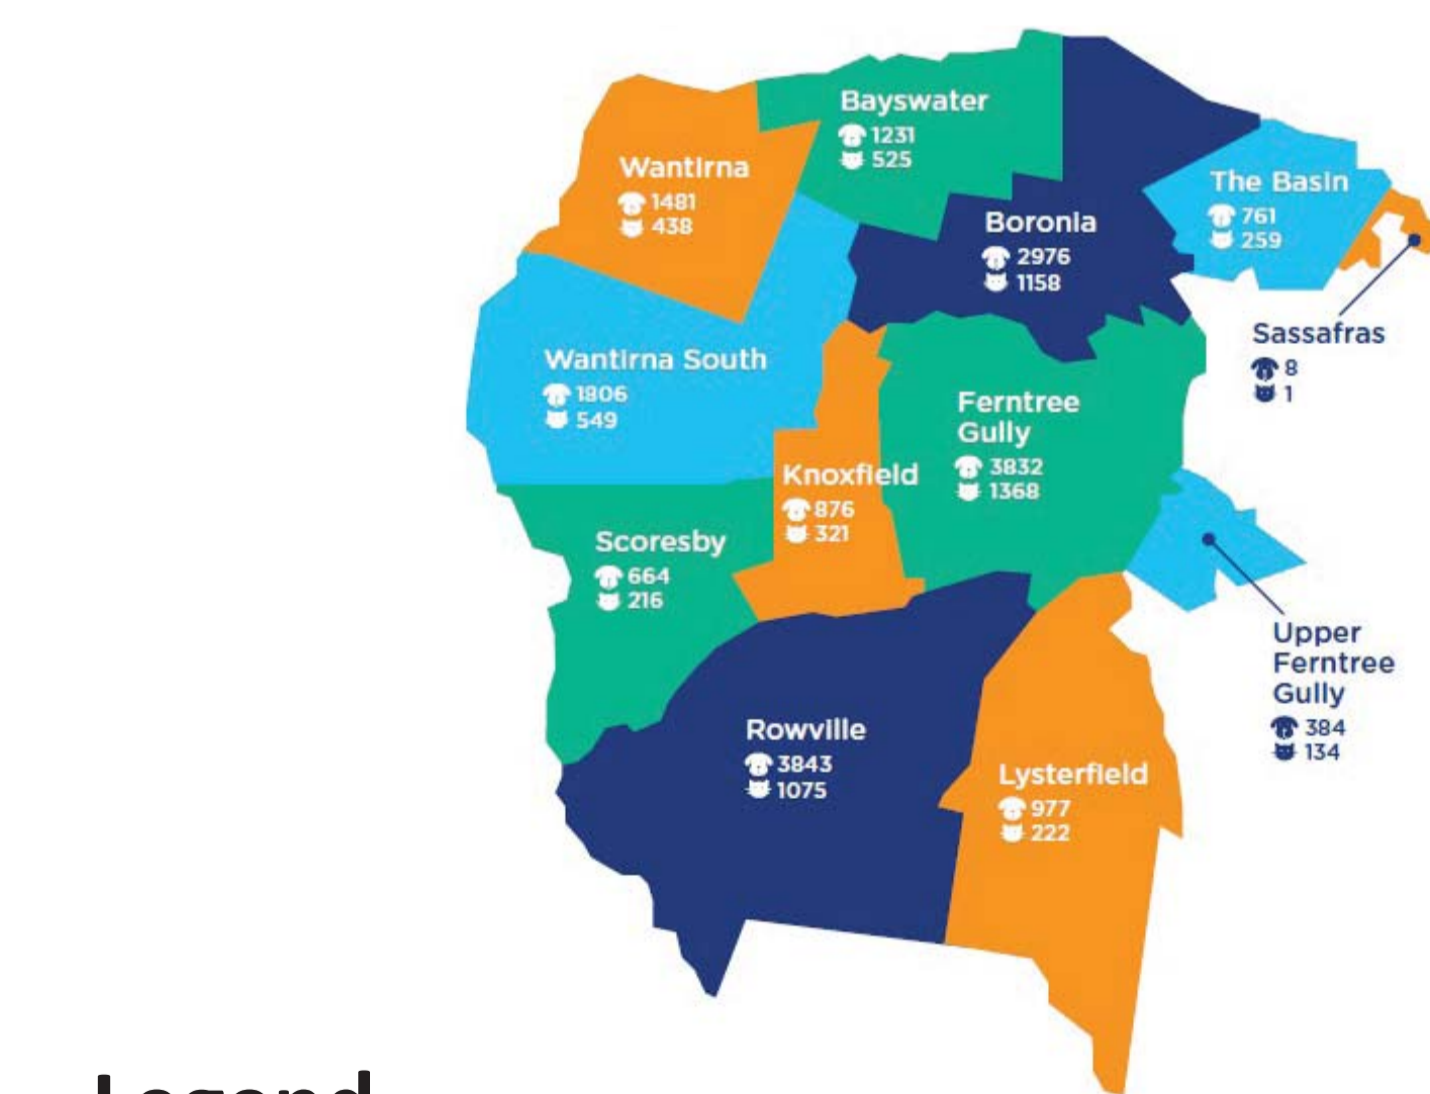 Bayswater
1231
525
Wantirna
1481
438
The Basin
761
259
Boronia
2976
1158
Sassafras
8
1
Wantirna South
1806
549
Ferntree
Gully
3832
1368
Knoxfield
876
321
Scoresby
664
216
Upper
Ferntree
Gully
384
134
Rowville
3843
1075
Lysterfield
977
222
Legend